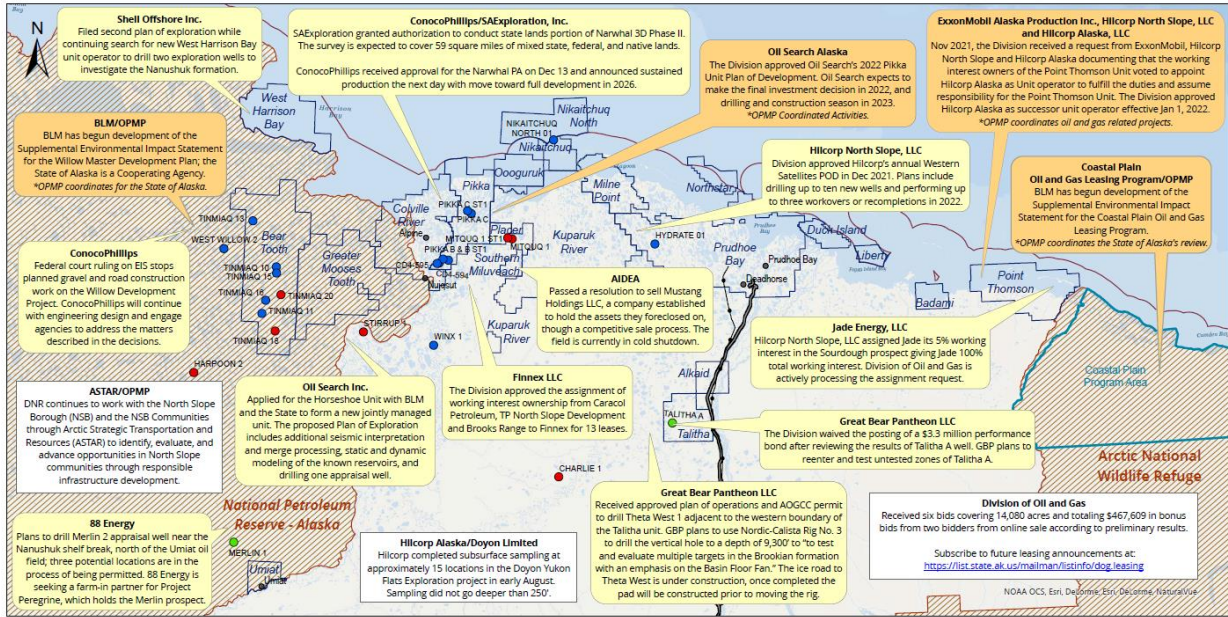 Shell Offshore Inc.
Filed second plan of exploration while
continuing search for new West Harrison Bay
unit operator to drill two exploration wells to
investigate the Nanushuk formation.
ConocoPhillips/SAExploration, Inc.
SAExploration granted authorization to conduct state lands portion of Narwhal 3D Phase II.
The survey is expected to cover 59 square miles of mixed state, federal, and native lands.
ConocoPhillips received approval for the Narwhal PA on Dec 13 and announced sustained
production the next day with move toward full development in 2026.
Oil Search Alaska
The Division approved Oil Search's 2022 Pikka
Unit Plan of Development. Oil Search expects to
make the final investment decision in 2022, and
drilling and construction season in 2023.
*OPMP Coordinated Activities.
ExxonMobil Alaska Production Inc., Hilcorp North Slope, LLC
and Hilcorp Alaska, LLC
Nov 2021, the Division received a request from ExxonMobil, Hilcorp
North Slope and Hilcorp Alaska documenting that the working
interest owners of the Point Thomson Unit voted to appoint
Hilcorp Alaska as Unit operator to fulfill the duties and assume
responsibility for the Point Thomson Unit. The Division approved
Hilcorp Alaska as successor unit operator effective Jan 1, 2022.
*OPMP coordinates oil and gas related projects.
N
BLM/OPMP
BLM has begun development of the
Supplemental Environmental Impact Statement
for the Willow Master Development Plan; the
State of Alaska is a Cooperating Agency.
*OPMP coordinates for the State of Alaska.
Hilcorp North Slope, LLC
Division approved Hilcorp's annual Western
Satellites POD in Dec 2021. Plans include
drilling up to ten new wells and performing up
to three workovers or recompletions in 2022.
Coastal Plain
Oil and Gas Leasing Program/OPMP
BLM has begun development of the
Supplemental Environmental Impact
Statement for the Coastal Plain Oil and Gas
Leasing Program.
*OPMP coordinates the State of Alaska's review.
ConocoPhillips
Federal court ruling on EIS stops
planned gravel and road construction
work on the Willow Development
Project. ConocoPhillips will continue
with engineering design and engage
agencies to address the matters
described in the decisions.
AIDEA
Passed a resolution to sell Mustang
Holdings LLC, a company established
to hold the assets they foreclosed on,
though a competitive sale process. The
field is currently in cold shutdown.
Jade Energy, LLC
Hilcorp North Slope, LLC assigned Jade its 5% working
interest in the Sourdough prospect giving Jade 100%
total working interest. Division of Oil and Gas is
actively processing the assignment request.
ASTAR/OPMP
DNR continues to work with the North Slope
Borough (NSB) and the NSB Communities
through Arctic Strategic Transportation and
Resources (ASTAR) to identify, evaluate, and
advance opportunities in North Slope
communities through responsible
infrastructure development.
Oil Search Inc.
Applied for the Horseshoe Unit with BLM
and the State to form a new jointly managed
unit. The proposed Plan of Exploration
includes additional seismic interpretation
and merge processing, static and dynamic
modeling of the known reservoirs, and
drilling one appraisal well.
Finnex LLC
The Division approved the assignment of
working interest ownership from Caracol
Petroleum, TP North Slope Development
and Brooks Range to Finnex for 13 leases.
Great Bear Pantheon LLC
The Division waived the posting of a $3.3 million performance
bond after reviewing the results of Talitha A well. GBP plans to
reenter and test untested zones of Talitha A.
Great Bear Pantheon LLC
Received approved plan of operations and AOGCC permit
to drill Theta West 1 adjacent to the western boundary of
the Talitha unit. GBP plans to use Nordic-Calista Rig No. 3
to drill the vertical hole to a depth of 9,300' to "to test
and evaluate multiple targets in the Brookian formation
with an emphasis on the Basin Floor Fan." The ice road to
Theta West is under construction, once completed the
pad will be constructed prior to moving the rig.
88 Energy
Plans to drill Merlin 2 appraisal well near the
Nanushuk shelf break, north of the Umiat oil
field; three potential locations are in the
process of being permitted. 88 Energy is
seeking a farm-in partner for Project
Peregrine, which holds the Merlin prospect.
Hilcorp Alaska/Doyon Limited
Hilcorp completed subsurface sampling at
approximately 15 locations in the Doyon Yukon
Flats Exploration project in early August.
Sampling did not go deeper than 250'.
Division of Oil and Gas
Received six bids covering 14,080 acres and totaling $467,609 in bonus
bids from two bidders from online sale according to preliminary results.
Subscribe to future leasing announcements at:
https://list.state.ak.us/mailman/listinfo/dog.leasing
West
Harrison
Bay
Harrison
Bay
NIKAITCHUQ
NORTH 01
Nikaitchuq
North
Nikaitchuq
Oooguruk
Pikka
PIKKA C ST1
PIKKA C
Colville
River
Alpine
Placer
MITQUQ 1 ST1
MITQUQ 1
PIKKA B & B ST1
CD4-595
CD4-594
Nuiqsut
Southern
Miluveach
Milne
Point
Kuparuk
River
Northstar
HYDRATE 01
Prudhoe
Bay
Prudhoe
Bay
Prudhoe Bay
Deadhorse
Duck Island
Liberty
Badami
Point
Thomson
TINMIAQ 13
WEST WILLOW 2
Bear
Tooth
TINMIAQ 10
TINMIAQ 15
TINMIAQ 16
TINMIAQ 20
TINMIAQ 11
TINMIAQ 18
Greater
Mooses
Tooth
STIRRUP 1
HARPOON 2
WINX 1
Kuparuk
River
Alkaid
TALITHA A
Talitha
CHARLIE 1
Coastal Plain
Program Area
Arctic National
Wildlife Refuge
National Petroleum
Reserve - Alaska
MERLIN 1
Umiat
Umiat
NOAA OCS, Esri, DeLorme, Esri, DeLorme, NaturalVue